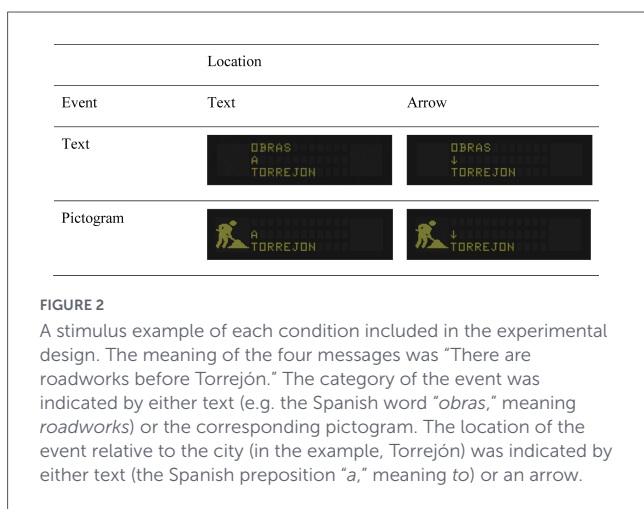 Location
Event Text Arrow
Text
OBRAS
A
TORREJON
OBRAS
↓
TORREJON
Pictogram
A
TORREJON
↓
TORREJON
FIGURE 2
A stimulus example of each condition included in the experimental
design. The meaning of the four messages was “There are
roadworks before Torrejón.” The category of the event was
indicated by either text (e.g. the Spanish word “obras,” meaning
roadworks) or the corresponding pictogram. The location of the
event relative to the city (in the example, Torrejón) was indicated by
either text (the Spanish preposition “a,” meaning to) or an arrow.